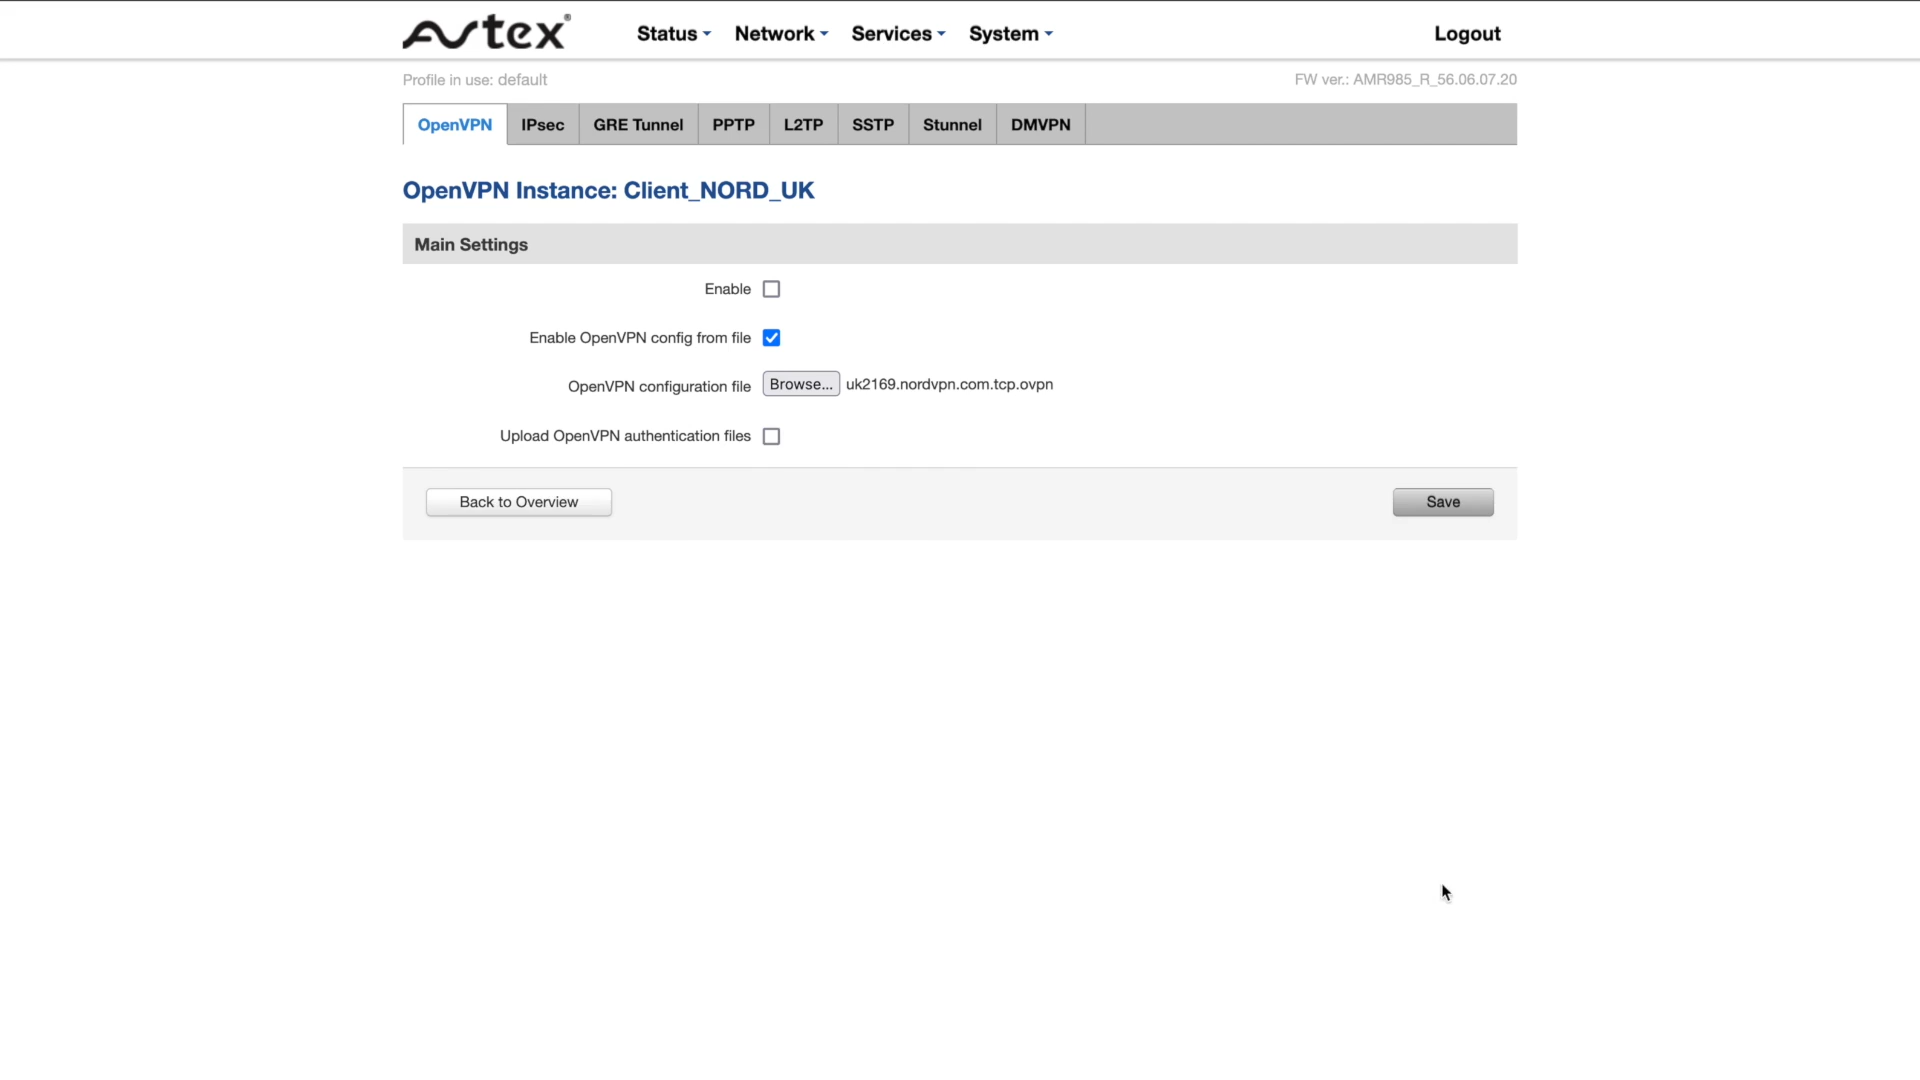 Avtex®
Status Network Services System Logout
Profile in use: default FW ver.: AMR985_R_56.06.07.20
OpenVPN IPsec GRE Tunnel PPTP L2TP SSTP Stunnel DMVPN
OpenVPN Instance: Client_NORD_UK
Main Settings
Enable
Enable OpenVPN config from file
OpenVPN configuration file Browse... uk2169.nordvpn.com.tcp.ovpn
Upload OpenVPN authentication files
Back to Overview Save